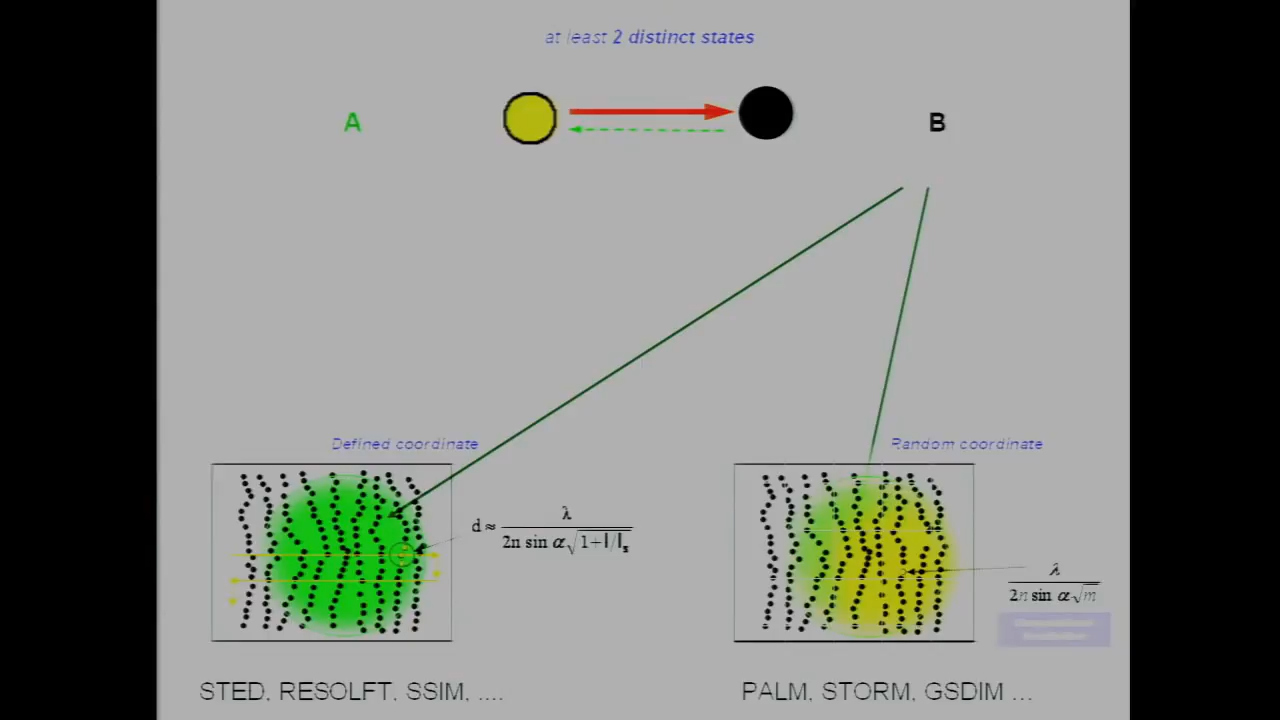 at least 2 distinct states
A
B
Defined coordinate
Random coordinate
d ≈ λ / 2n sin α √1+I/Iₛ
λ / 2n sin α √m
STED, RESOLFT, SSIM, ....
PALM, STORM, GSDIM ...